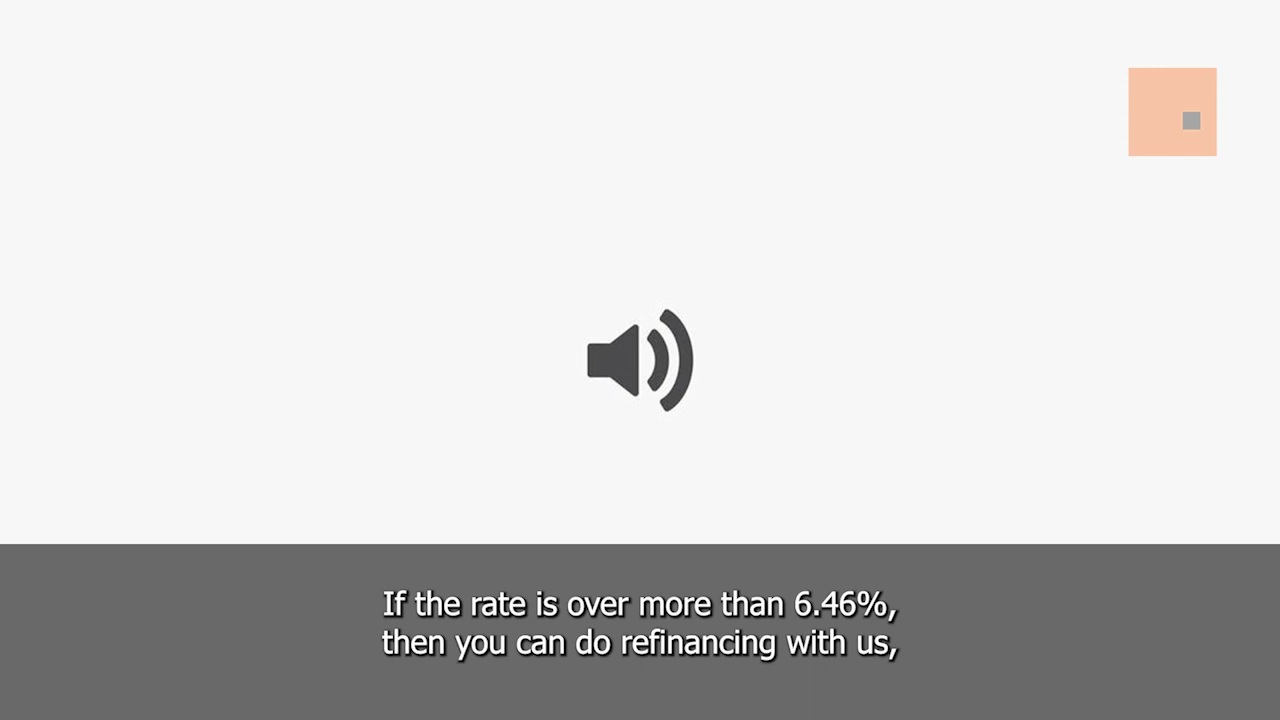 If the rate is over more than 6.46%,
then you can do refinancing with us,